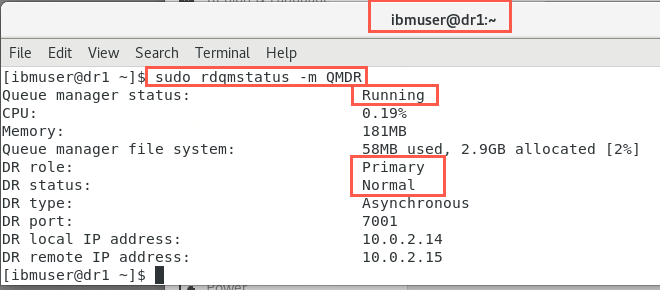 ibmuser@dr1:~
File Edit View Search Terminal Help
[ibmuser@dr1 ~]$ sudo rdqmstatus -m QMDR
Queue manager status: Running
CPU: 0.19%
Memory: 181MB
Queue manager file system: 58MB used, 2.9GB allocated [2%]
DR role: Primary
DR status: Normal
DR type: Asynchronous
DR port: 7001
DR local IP address: 10.0.2.14
DR remote IP address: 10.0.2.15
[ibmuser@dr1 ~]$
Power